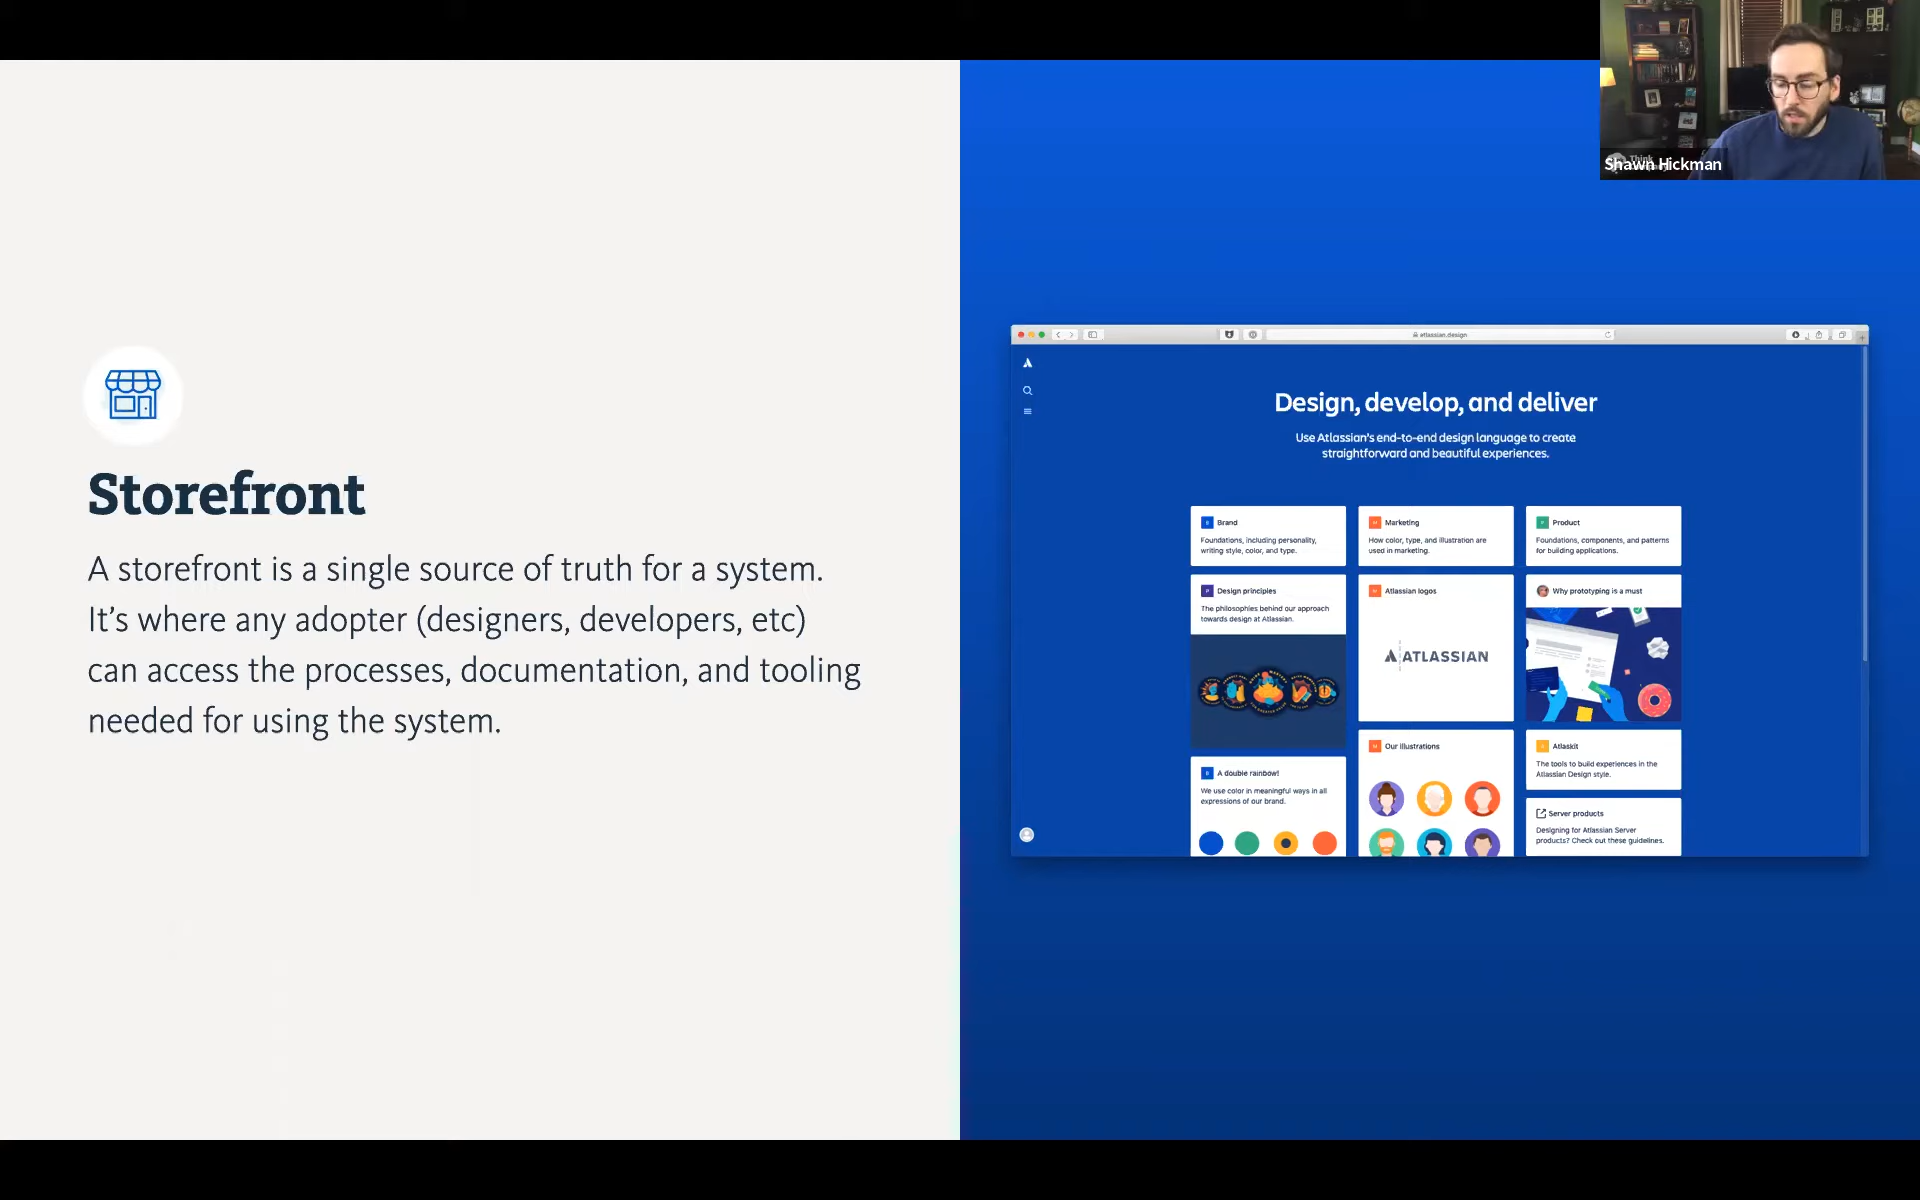 Shawn Hickman
Storefront
A storefront is a single source of truth for a system.
It's where any adopter (designers, developers, etc)
can access the processes, documentation, and tooling
needed for using the system.
atlassian.design
Design, develop, and deliver
Use Atlassian's end-to-end design language to create
straightforward and beautiful experiences.
Brand
Foundations, including personality,
writing style, color, and type.
Marketing
How color, type, and illustration are
used in marketing.
Product
Foundations, components, and patterns
for building applications.
Design principles
The philosophies behind our approach
towards design at Atlassian.
Atlassian logos
ATLASSIAN
Why prototyping is a must
A double rainbow!
We use color in meaningful ways in all
expressions of our brand.
Our illustrations
Atlaskit
The tools to build experiences in the
Atlassian Design style.
Server products
Designing for Atlassian Server
products? Check out these guidelines.